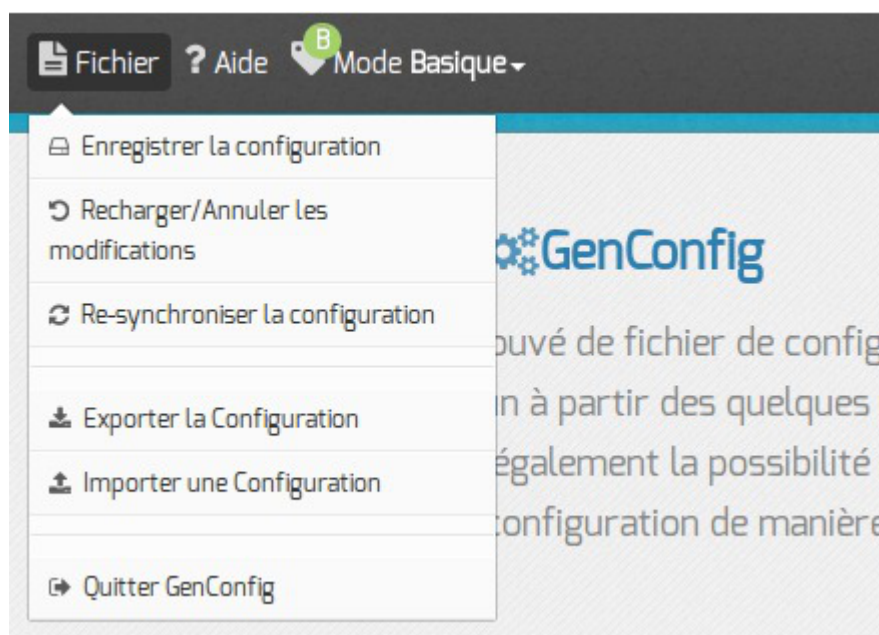 Fichier ? Aide B Mode Basique
Enregistrer la configuration
Recharger/Annuler les
modifications
GenConfig
Re-synchroniser la configuration
de fichier de config
à partir des quelques
Exporter la Configuration
également la possibilité
Importer une Configuration
configuration de manière
Quitter GenConfig